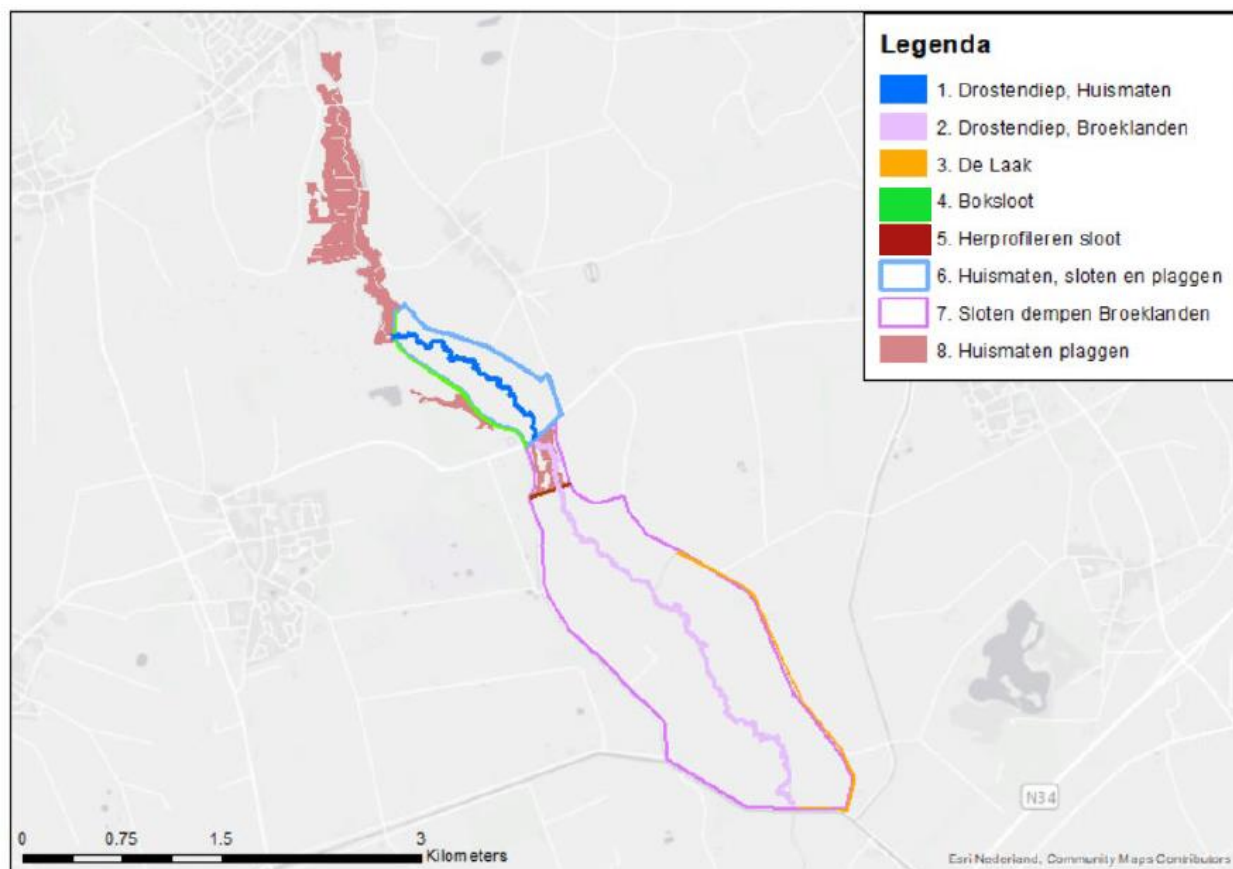 Legenda
1. Drostendiep, Huismaten
2. Drostendiep, Broeklanden
3. De Laak
4. Boksloot
5. Herprofileren sloot
6. Huismaten, sloten en plaggen
7. Sloten dempen Broeklanden
8. Huismaten plaggen
N34
0 0.75 1.5 3
Kilometers
Esri Nederland, Community Maps Contributors